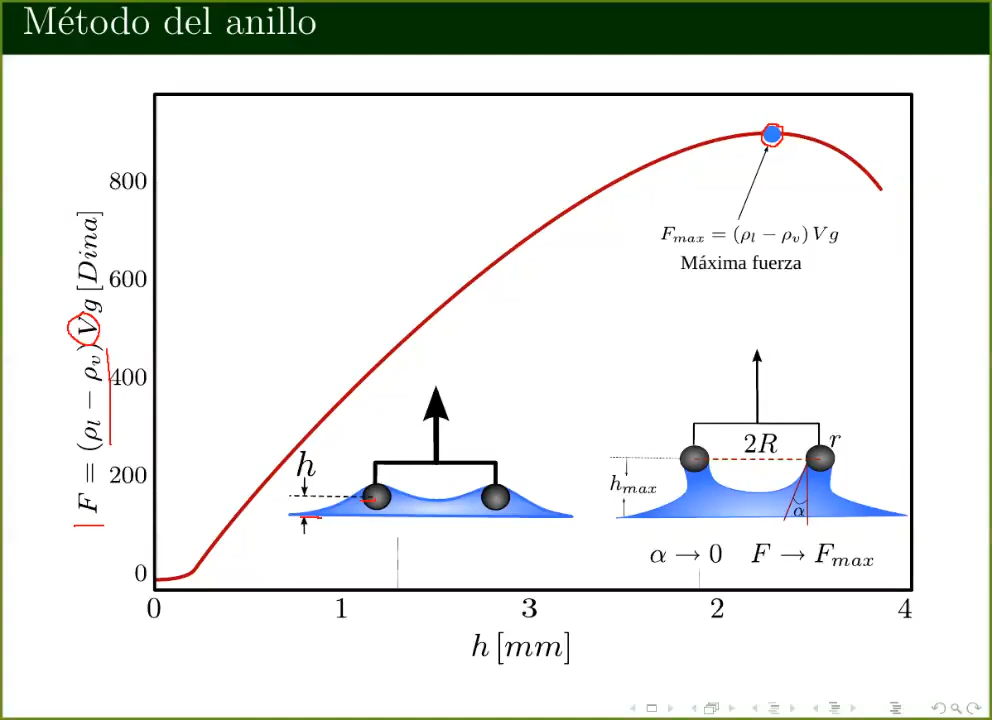 Método del anillo
800
600
400
200
0
F = (ρ_l − ρ_v) V g [Dina]
F_max = (ρ_l − ρ_v) V g
Máxima fuerza
h
2R
r
h_max
α
α → 0 F → F_max
0 1 3 2 4
h [mm]